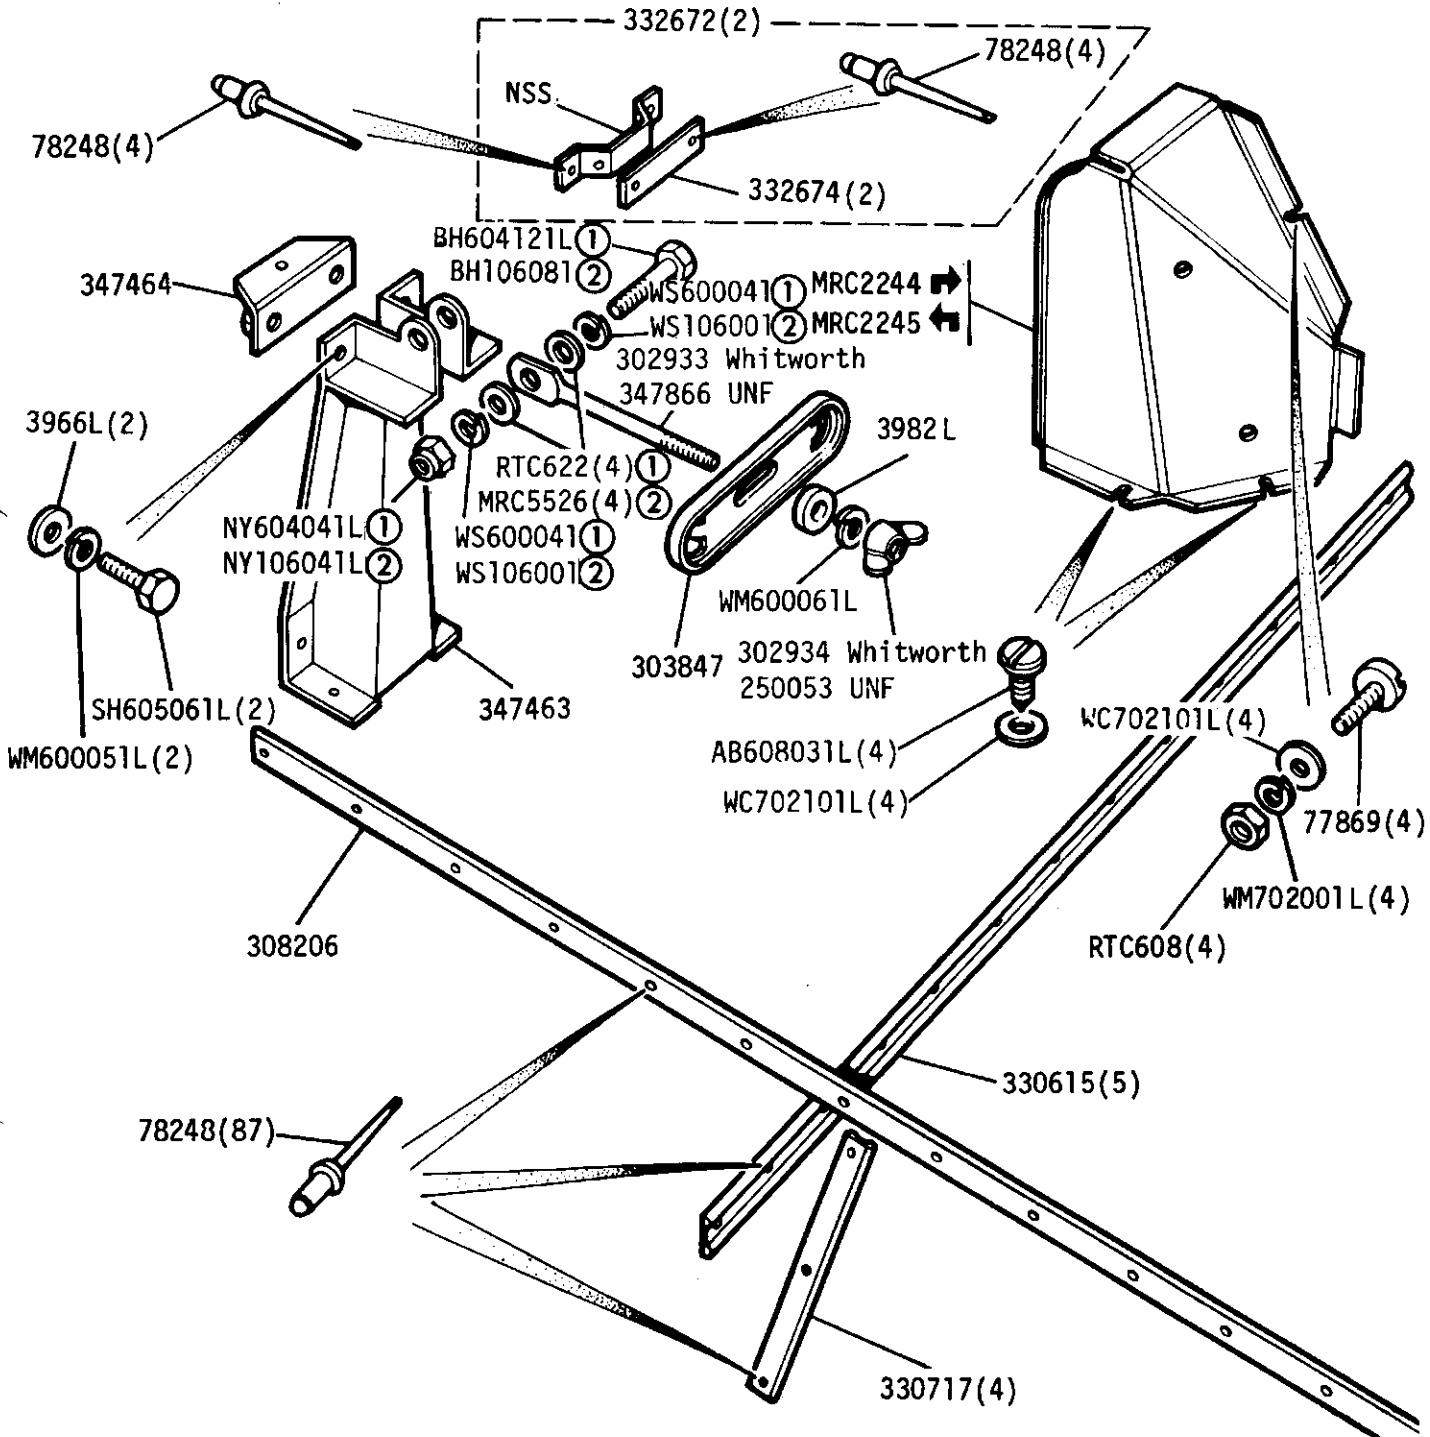 332672(2)
78248(4)
NSS
78248(4)
332674(2)
BH604121L①
BH106081②
347464
WS600041① MRC2244
WS106001② MRC2245
302933 Whitworth
347866 UNF
3966L(2)
3982L
RTC622(4)①
MRC5526(4)②
NY604041L①
NY106041L②
WS600041①
WS106001②
WM600061L
303847
302934 Whitworth
250053 UNF
SH605061L(2)
347463
WM600051L(2)
WC702101L(4)
AB608031L(4)
WC702101L(4)
77869(4)
WM702001L(4)
308206
RTC608(4)
330615(5)
78248(87)
330717(4)